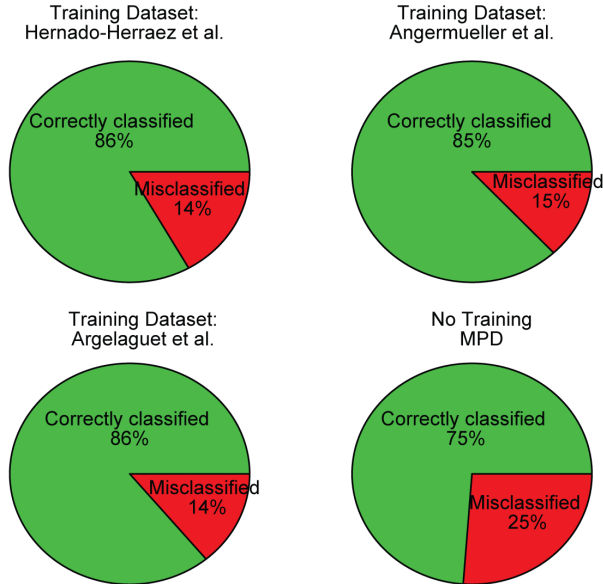 Training Dataset:
Hernado-Herraez et al.
Correctly classified
86%
Misclassified
14%
Training Dataset:
Angermueller et al.
Correctly classified
85%
Misclassified
15%
Training Dataset:
Argelaguet et al.
Correctly classified
86%
Misclassified
14%
No Training
MPD
Correctly classified
75%
Misclassified
25%